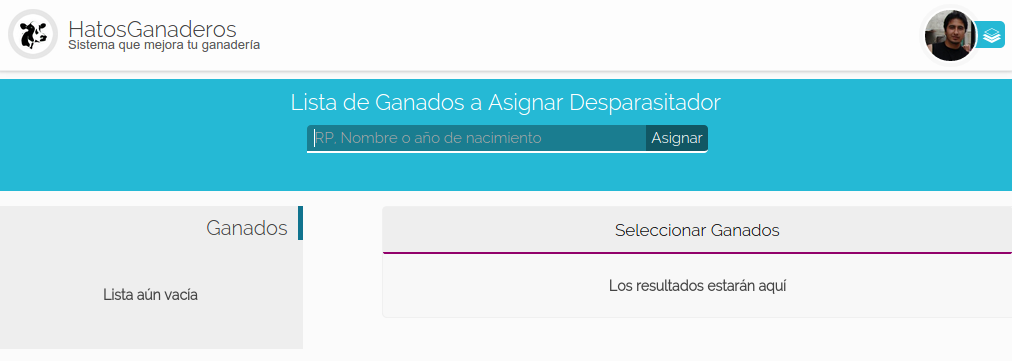 HatosGanaderos
Sistema que mejora tu ganadería
Lista de Ganados a Asignar Desparasitador
RP, Nombre o año de nacimiento Asignar
Ganados
Lista aún vacía
Seleccionar Ganados
Los resultados estarán aquí